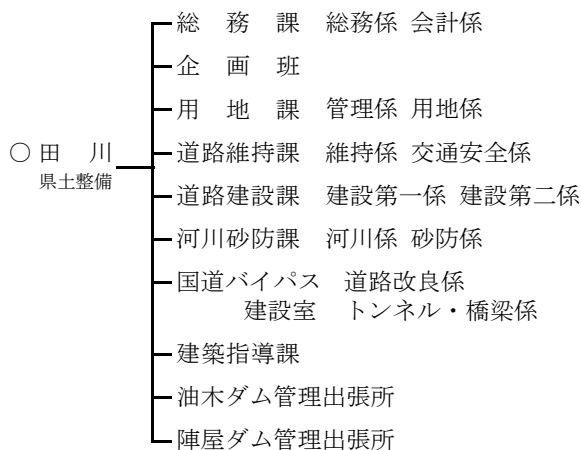 総務課 総務係 会計係
企画班
用地課 管理係 用地係
○田川
県土整備
道路維持課 維持係 交通安全係
道路建設課 建設第一係 建設第二係
河川砂防課 河川係 砂防係
国道バイパス 道路改良係
建設室 トンネル・橋梁係
建築指導課
油木ダム管理出張所
陣屋ダム管理出張所